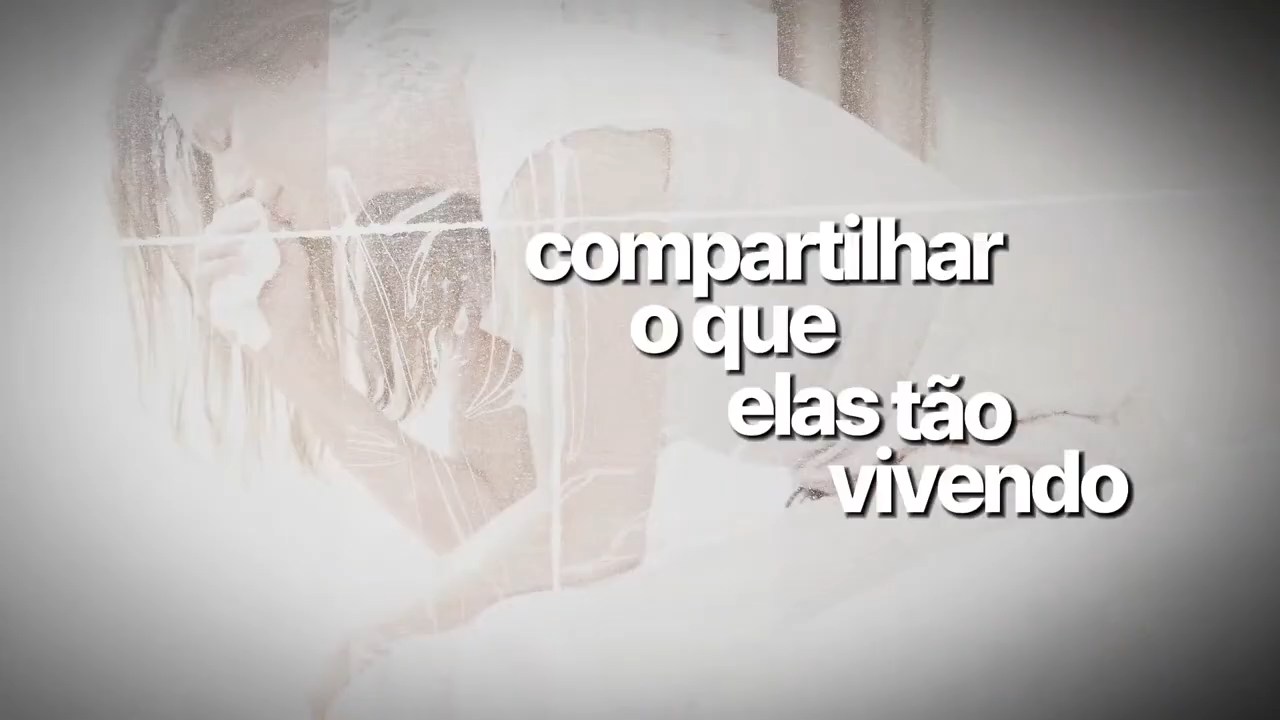 compartilhar
o que
elas tão
vivendo